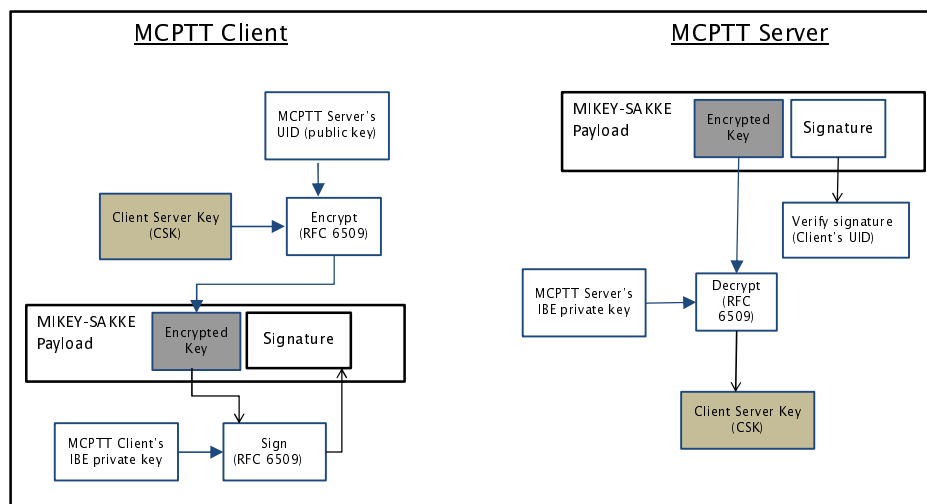 MCPTT Client
MCPTT Server's
UID (public key)
Client Server Key
(CSK)
Encrypt
(RFC 6509)
MIKEY-SAKKE
Payload
Encrypted
Key
Signature
MCPTT Client's
IBE private key
Sign
(RFC 6509)
MCPTT Server
MIKEY-SAKKE
Payload
Encrypted
Key
Signature
Verify signature
(Client's UID)
MCPTT Server's
IBE private key
Decrypt
(RFC
6509)
Client Server Key
(CSK)